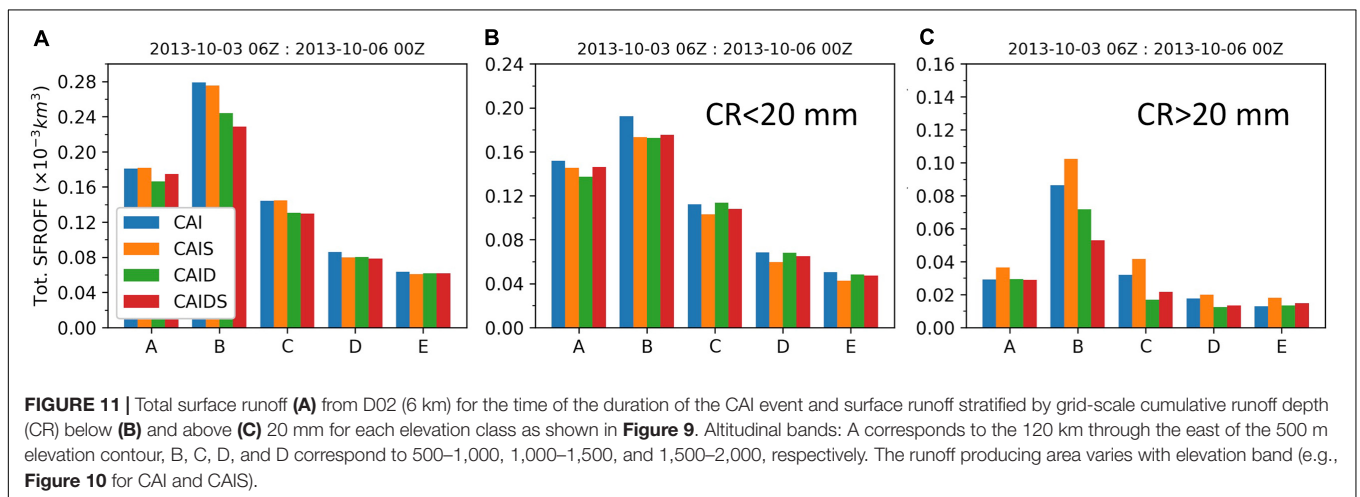 A
2013-10-03 06Z : 2013-10-06 00Z
Tot. SFROFF (×10⁻³km³)
0.28
0.24
0.20
0.16
0.12
0.08
0.04
0.00
CAI
CAIS
CAID
CAIDS
A B C D E
B
2013-10-03 06Z : 2013-10-06 00Z
CR<20 mm
0.24
0.20
0.16
0.12
0.08
0.04
0.00
A B C D E
C
2013-10-03 06Z : 2013-10-06 00Z
CR>20 mm
0.16
0.14
0.12
0.10
0.08
0.06
0.04
0.02
0.00
A B C D E
FIGURE 11 | Total surface runoff (A) from D02 (6 km) for the time of the duration of the CAI event and surface runoff stratified by grid-scale cumulative runoff depth
(CR) below (B) and above (C) 20 mm for each elevation class as shown in Figure 9. Altitudinal bands: A corresponds to the 120 km through the east of the 500 m
elevation contour, B, C, D, and D correspond to 500–1,000, 1,000–1,500, and 1,500–2,000, respectively. The runoff producing area varies with elevation band (e.g.,
Figure 10 for CAI and CAIS).